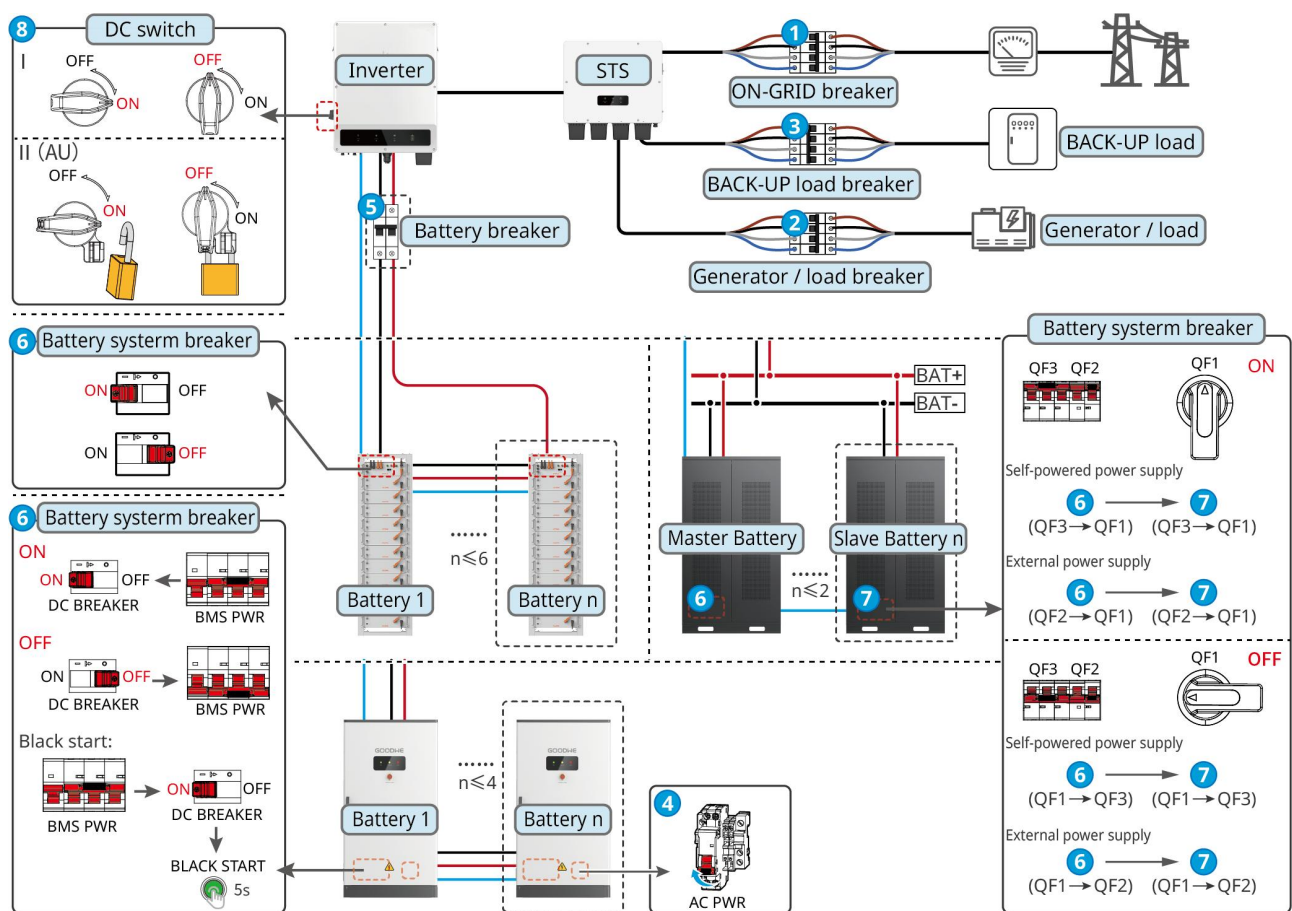 8
DC switch
I
OFF
ON
OFF
ON
II (AU)
OFF
ON
OFF
ON
Inverter
STS
1
ON-GRID breaker
3
BACK-UP load breaker
BACK-UP load
2
Generator / load breaker
Generator / load
5
Battery breaker
6
Battery systerm breaker
ON
OFF
ON
OFF
6
Battery systerm breaker
ON
ON
OFF
DC BREAKER
BMS PWR
OFF
ON
OFF
DC BREAKER
BMS PWR
Black start:
BMS PWR
ON
OFF
DC BREAKER
BLACK START
5s
Battery 1
n≤6
Battery n
BAT+
BAT-
Master Battery
Slave Battery n
n≤2
6
7
GOODWE
GOODWE
n≤4
Battery 1
Battery n
4
AC PWR
Battery systerm breaker
QF3 QF2
QF1
ON
Self-powered power supply
6 → 7
(QF3→QF1) (QF3→QF1)
External power supply
6 → 7
(QF2→QF1) (QF2→QF1)
QF3 QF2
QF1
OFF
Self-powered power supply
6 → 7
(QF1→QF3) (QF1→QF3)
External power supply
6 → 7
(QF1→QF2) (QF1→QF2)